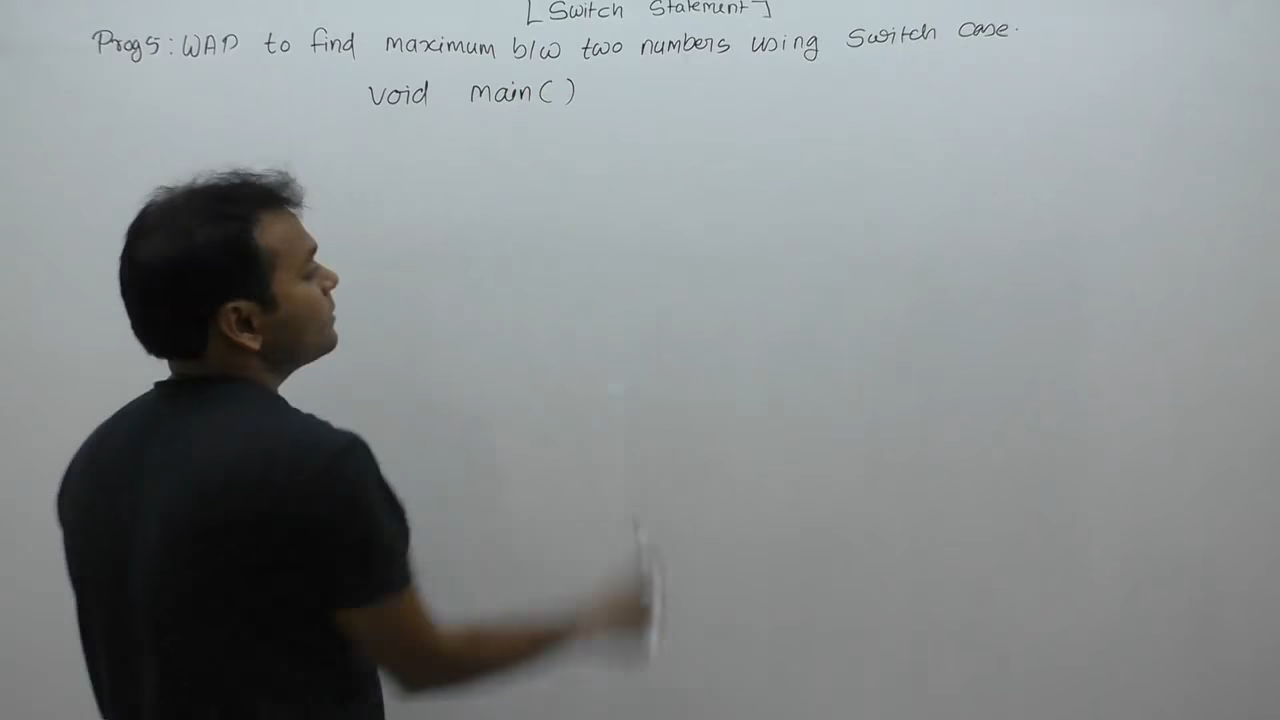 [Switch Statement]
Prog5: WAP to find maximum b/w two numbers using Switch case.
void main()